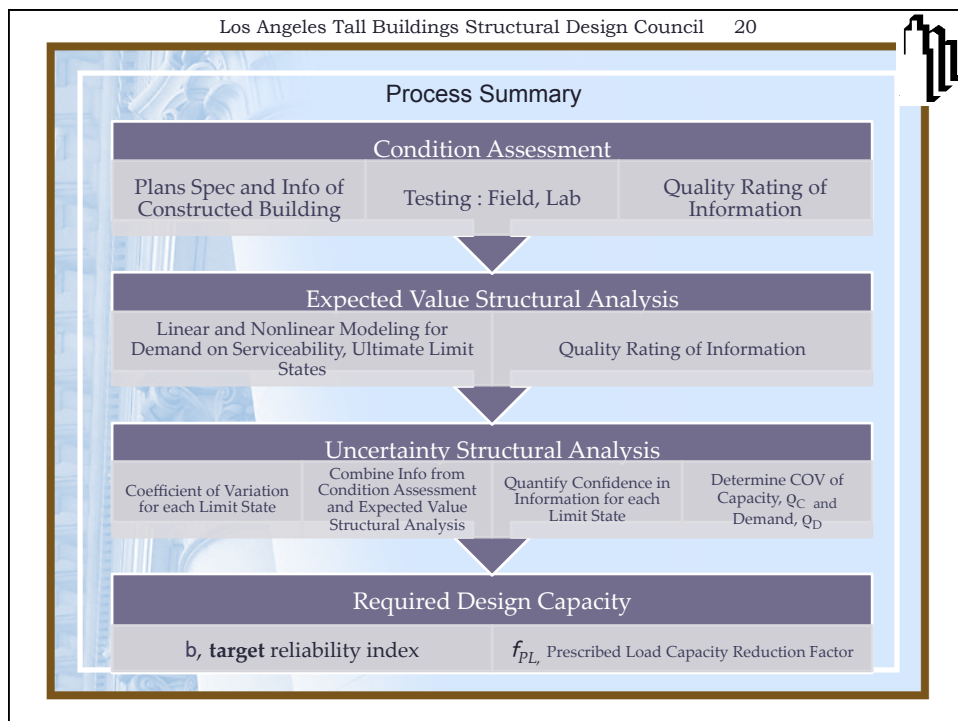 Los Angeles Tall Buildings Structural Design Council 20
Process Summary
Condition Assessment
Plans Spec and Info of
Constructed Building
Testing : Field, Lab
Quality Rating of
Information
Expected Value Structural Analysis
Linear and Nonlinear Modeling for
Demand on Serviceability, Ultimate Limit
States
Quality Rating of Information
Uncertainty Structural Analysis
Coefficient of Variation
for each Limit State
Combine Info from
Condition Assessment
and Expected Value
Structural Analysis
Quantify Confidence in
Information for each
Limit State
Determine COV of
Capacity, ϱC and
Demand, ϱD
Required Design Capacity
b, target reliability index
fPL, Prescribed Load Capacity Reduction Factor